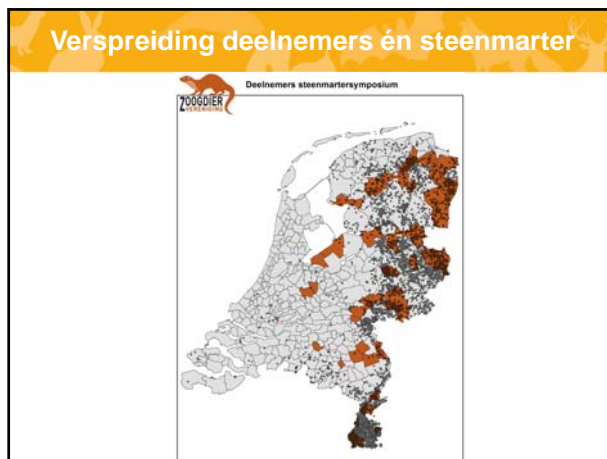 Verspreiding deelnemers én steenmarter
Deelnemers steenmartersymposium
ZOOGDIER
VERENIGING